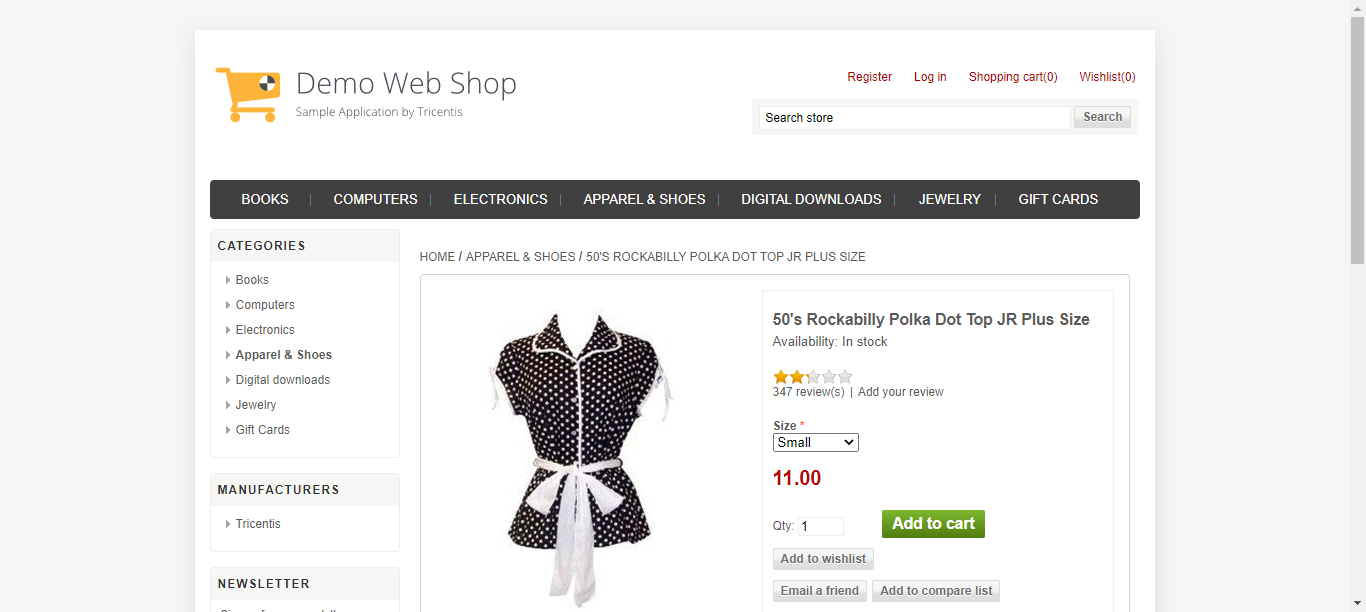 Demo Web Shop
Sample Application by Tricentis
Register Log in Shopping cart(0) Wishlist(0)
Search store Search
BOOKS | COMPUTERS | ELECTRONICS | APPAREL & SHOES | DIGITAL DOWNLOADS | JEWELRY | GIFT CARDS
CATEGORIES
Books
Computers
Electronics
Apparel & Shoes
Digital downloads
Jewelry
Gift Cards
MANUFACTURERS
Tricentis
NEWSLETTER
HOME / APPAREL & SHOES / 50'S ROCKABILLY POLKA DOT TOP JR PLUS SIZE
50's Rockabilly Polka Dot Top JR Plus Size
Availability: In stock
347 review(s) | Add your review
Size *
Small
11.00
Qty: 1 Add to cart
Add to wishlist
Email a friend Add to compare list